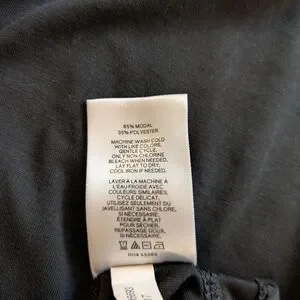 65% MODAL
35% POLYESTER
MACHINE WASH COLD
WITH LIKE COLORS,
GENTLE CYCLE.
ONLY NON CHLORINE
BLEACH WHEN NEEDED.
LAY FLAT TO DRY.
COOL IRON IF NEEDED.
LAVER À LA MACHINE À
L'EAU FROIDE AVEC
COULEURS SIMILAIRES,
CYCLE DÉLICAT.
UTILISEZ SEULEMENT DU
JAVELLISANT SANS CHLORE
SI NÉCESSAIRE.
ÉTENDRE À PLAT
POUR SÉCHER.
REPASSAGE DOUX,
SI NÉCESSAIRE.